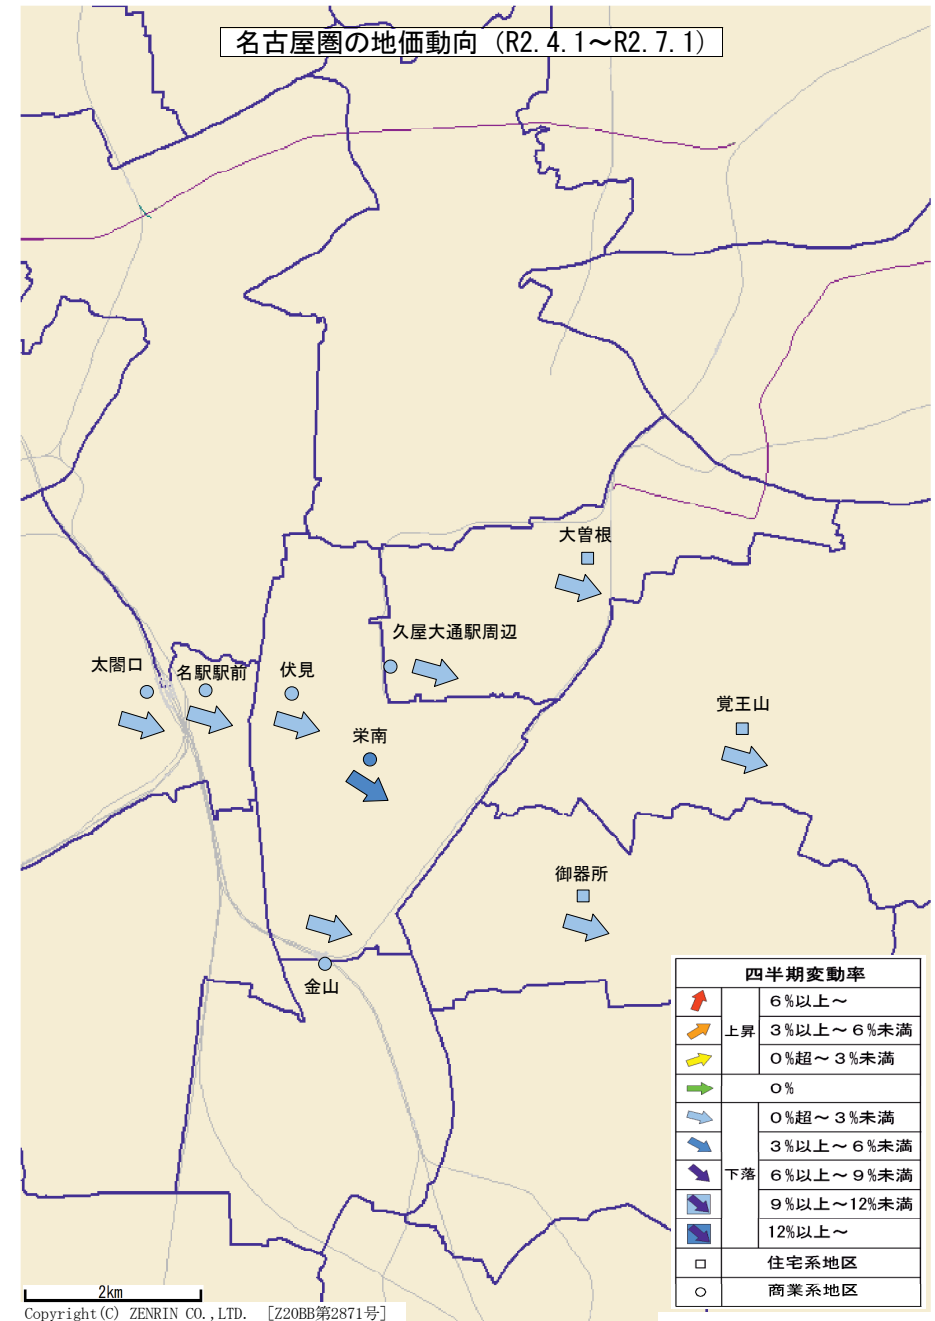 名古屋圏の地価動向（R2.4.1～R2.7.1）
大曽根
久屋大通駅周辺
太閤口
名駅駅前
伏見
覚王山
栄南
御器所
金山
四半期変動率
6%以上～
上昇
3%以上～6%未満
0%超～3%未満
0%
0%超～3%未満
3%以上～6%未満
下落
6%以上～9%未満
9%以上～12%未満
12%以上～
住宅系地区
商業系地区
2km
Copyright(C) ZENRIN CO.,LTD. [Z20BB第2871号]